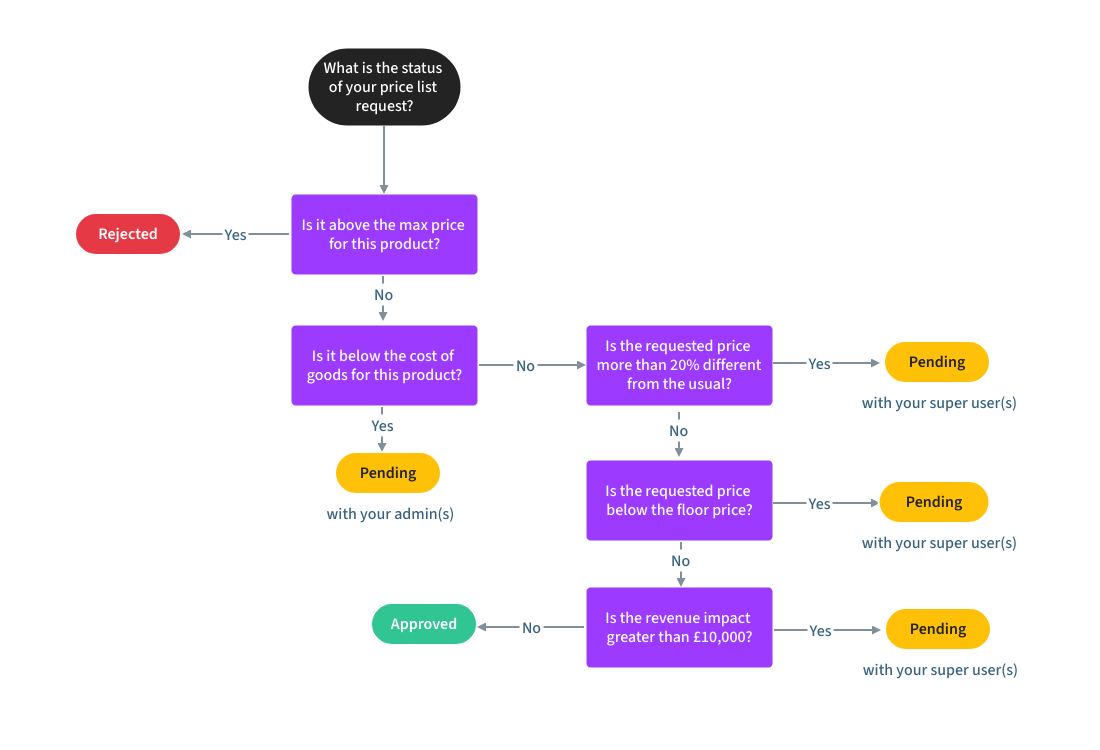 What is the status
of your price list
request?
Is it above the max price
for this product?
Yes
Rejected
No
Is it below the cost of
goods for this product?
No
Is the requested price
more than 20% different
from the usual?
Yes
Pending
with your super user(s)
Yes
Pending
with your admin(s)
No
Is the requested price
below the floor price?
Yes
Pending
with your super user(s)
No
Is the revenue impact
greater than £10,000?
No
Approved
Yes
Pending
with your super user(s)